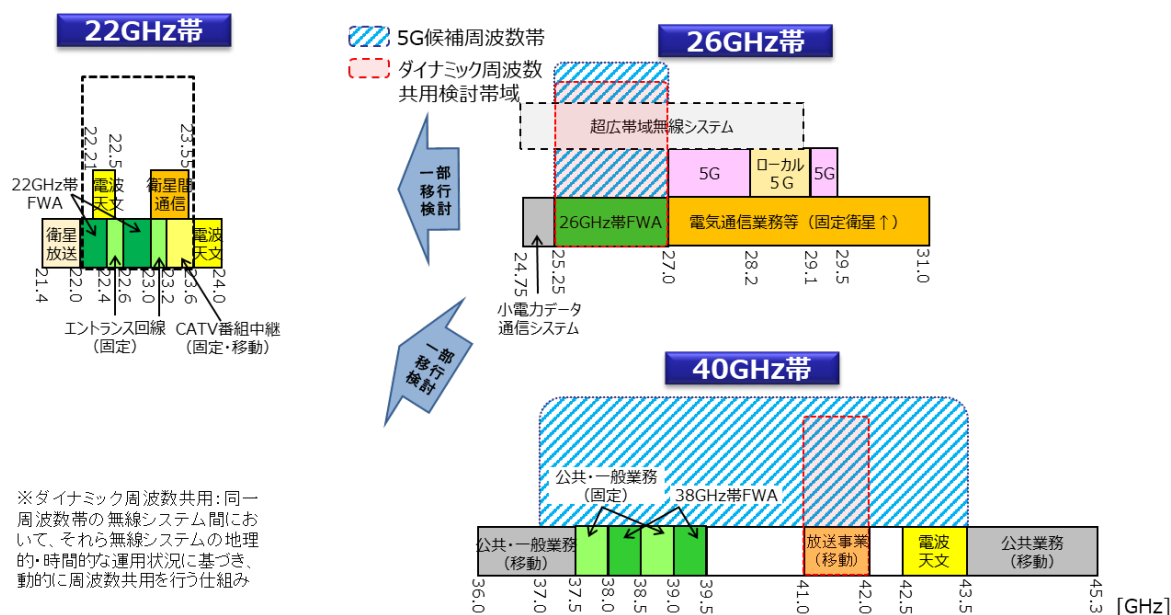 22GHz帯
5G候補周波数帯
ダイナミック周波数
共用検討帯域
26GHz帯
22.21
22.5
23.55
22GHz帯
FWA
電波
天文
衛星間
通信
衛星
放送
電波
天文
21.4
22.0
22.4
22.6
23.0
23.2
23.6
24.0
エントランス回線
(固定)
CATV番組中継
(固定・移動)
一部
移行
検討
超広帯域無線システム
5G
ローカル
5G
5G
26GHz帯FWA
電気通信業務等（固定衛星↑）
24.75
25.25
27.0
28.2
29.1
29.5
31.0
小電力データ
通信システム
一部
移行
検討
40GHz帯
公共・一般業務
(固定)
38GHz帯FWA
公共・一般業務
(移動)
放送事業
(移動)
電波
天文
公共業務
(移動)
36.0
37.0
37.5
38.0
38.5
39.0
39.5
41.0
42.0
42.5
43.5
45.3
[GHz]
※ダイナミック周波数共用：同一
周波数帯の無線システム間にお
いて、それら無線システムの地理
的・時間的な運用状況に基づき、
動的に周波数共用を行う仕組み